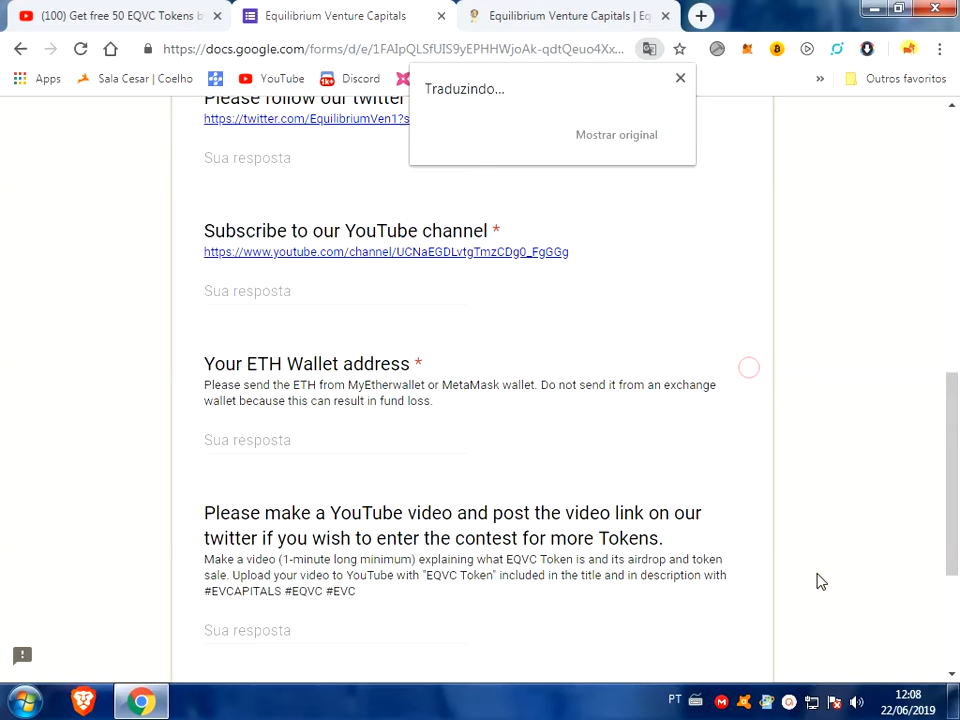 (100) Get free 50 EQVC Tokens b
Equilibrium Venture Capitals
Equilibrium Venture Capitals | Eq
https://docs.google.com/forms/d/e/1FAIpQLSfUIS9yEPHHWjoAk-qdtQeuo4Xx...
Apps
Sala Cesar | Coelho
YouTube
Discord
»
Outros favoritos
Traduzindo...
Mostrar original
Please follow our twitter
https://twitter.com/EquilibriumVen1?s
Sua resposta
Subscribe to our YouTube channel *
https://www.youtube.com/channel/UCNaEGDLvtgTmzCDg0_FgGGg
Sua resposta
Your ETH Wallet address *
Please send the ETH from MyEtherwallet or MetaMask wallet. Do not send it from an exchange
wallet because this can result in fund loss.
Sua resposta
Please make a YouTube video and post the video link on our
twitter if you wish to enter the contest for more Tokens.
Make a video (1-minute long minimum) explaining what EQVC Token is and its airdrop and token
sale. Upload your video to YouTube with "EQVC Token" included in the title and in description with
#EVCAPITALS #EQVC #EVC
Sua resposta
PT
12:08
22/06/2019